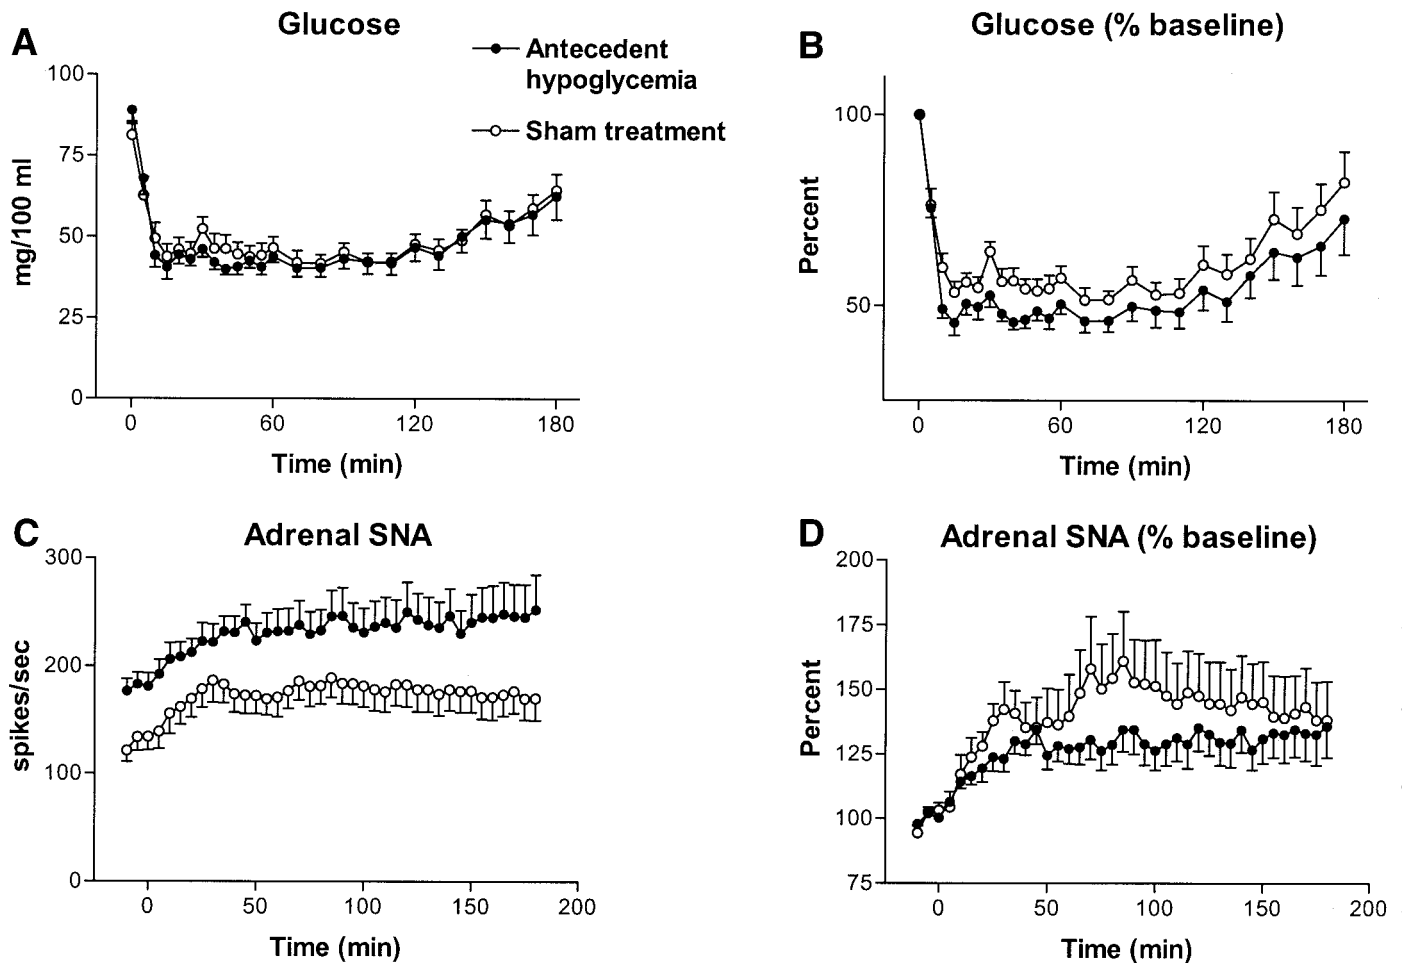 A
Glucose
Antecedent
hypoglycemia
Sham treatment
100
75
50
25
0
mg/100 ml
0
60
120
180
Time (min)
B
Glucose (% baseline)
100
50
Percent
0
60
120
180
Time (min)
C
Adrenal SNA
300
200
100
0
spikes/sec
0
50
100
150
200
Time (min)
D
Adrenal SNA (% baseline)
200
175
150
125
100
75
Percent
0
50
100
150
200
Time (min)